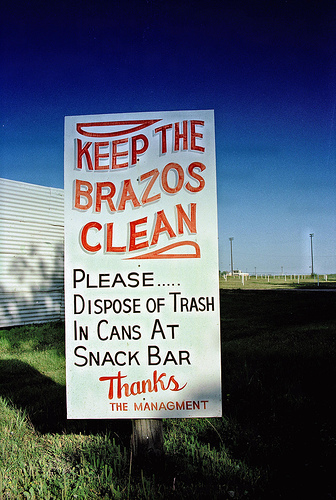 KEEP THE
BRAZOS
CLEAN
PLEASE.....
DISPOSE OF TRASH
IN CANS AT
SNACK BAR
Thanks
THE MANAGMENT